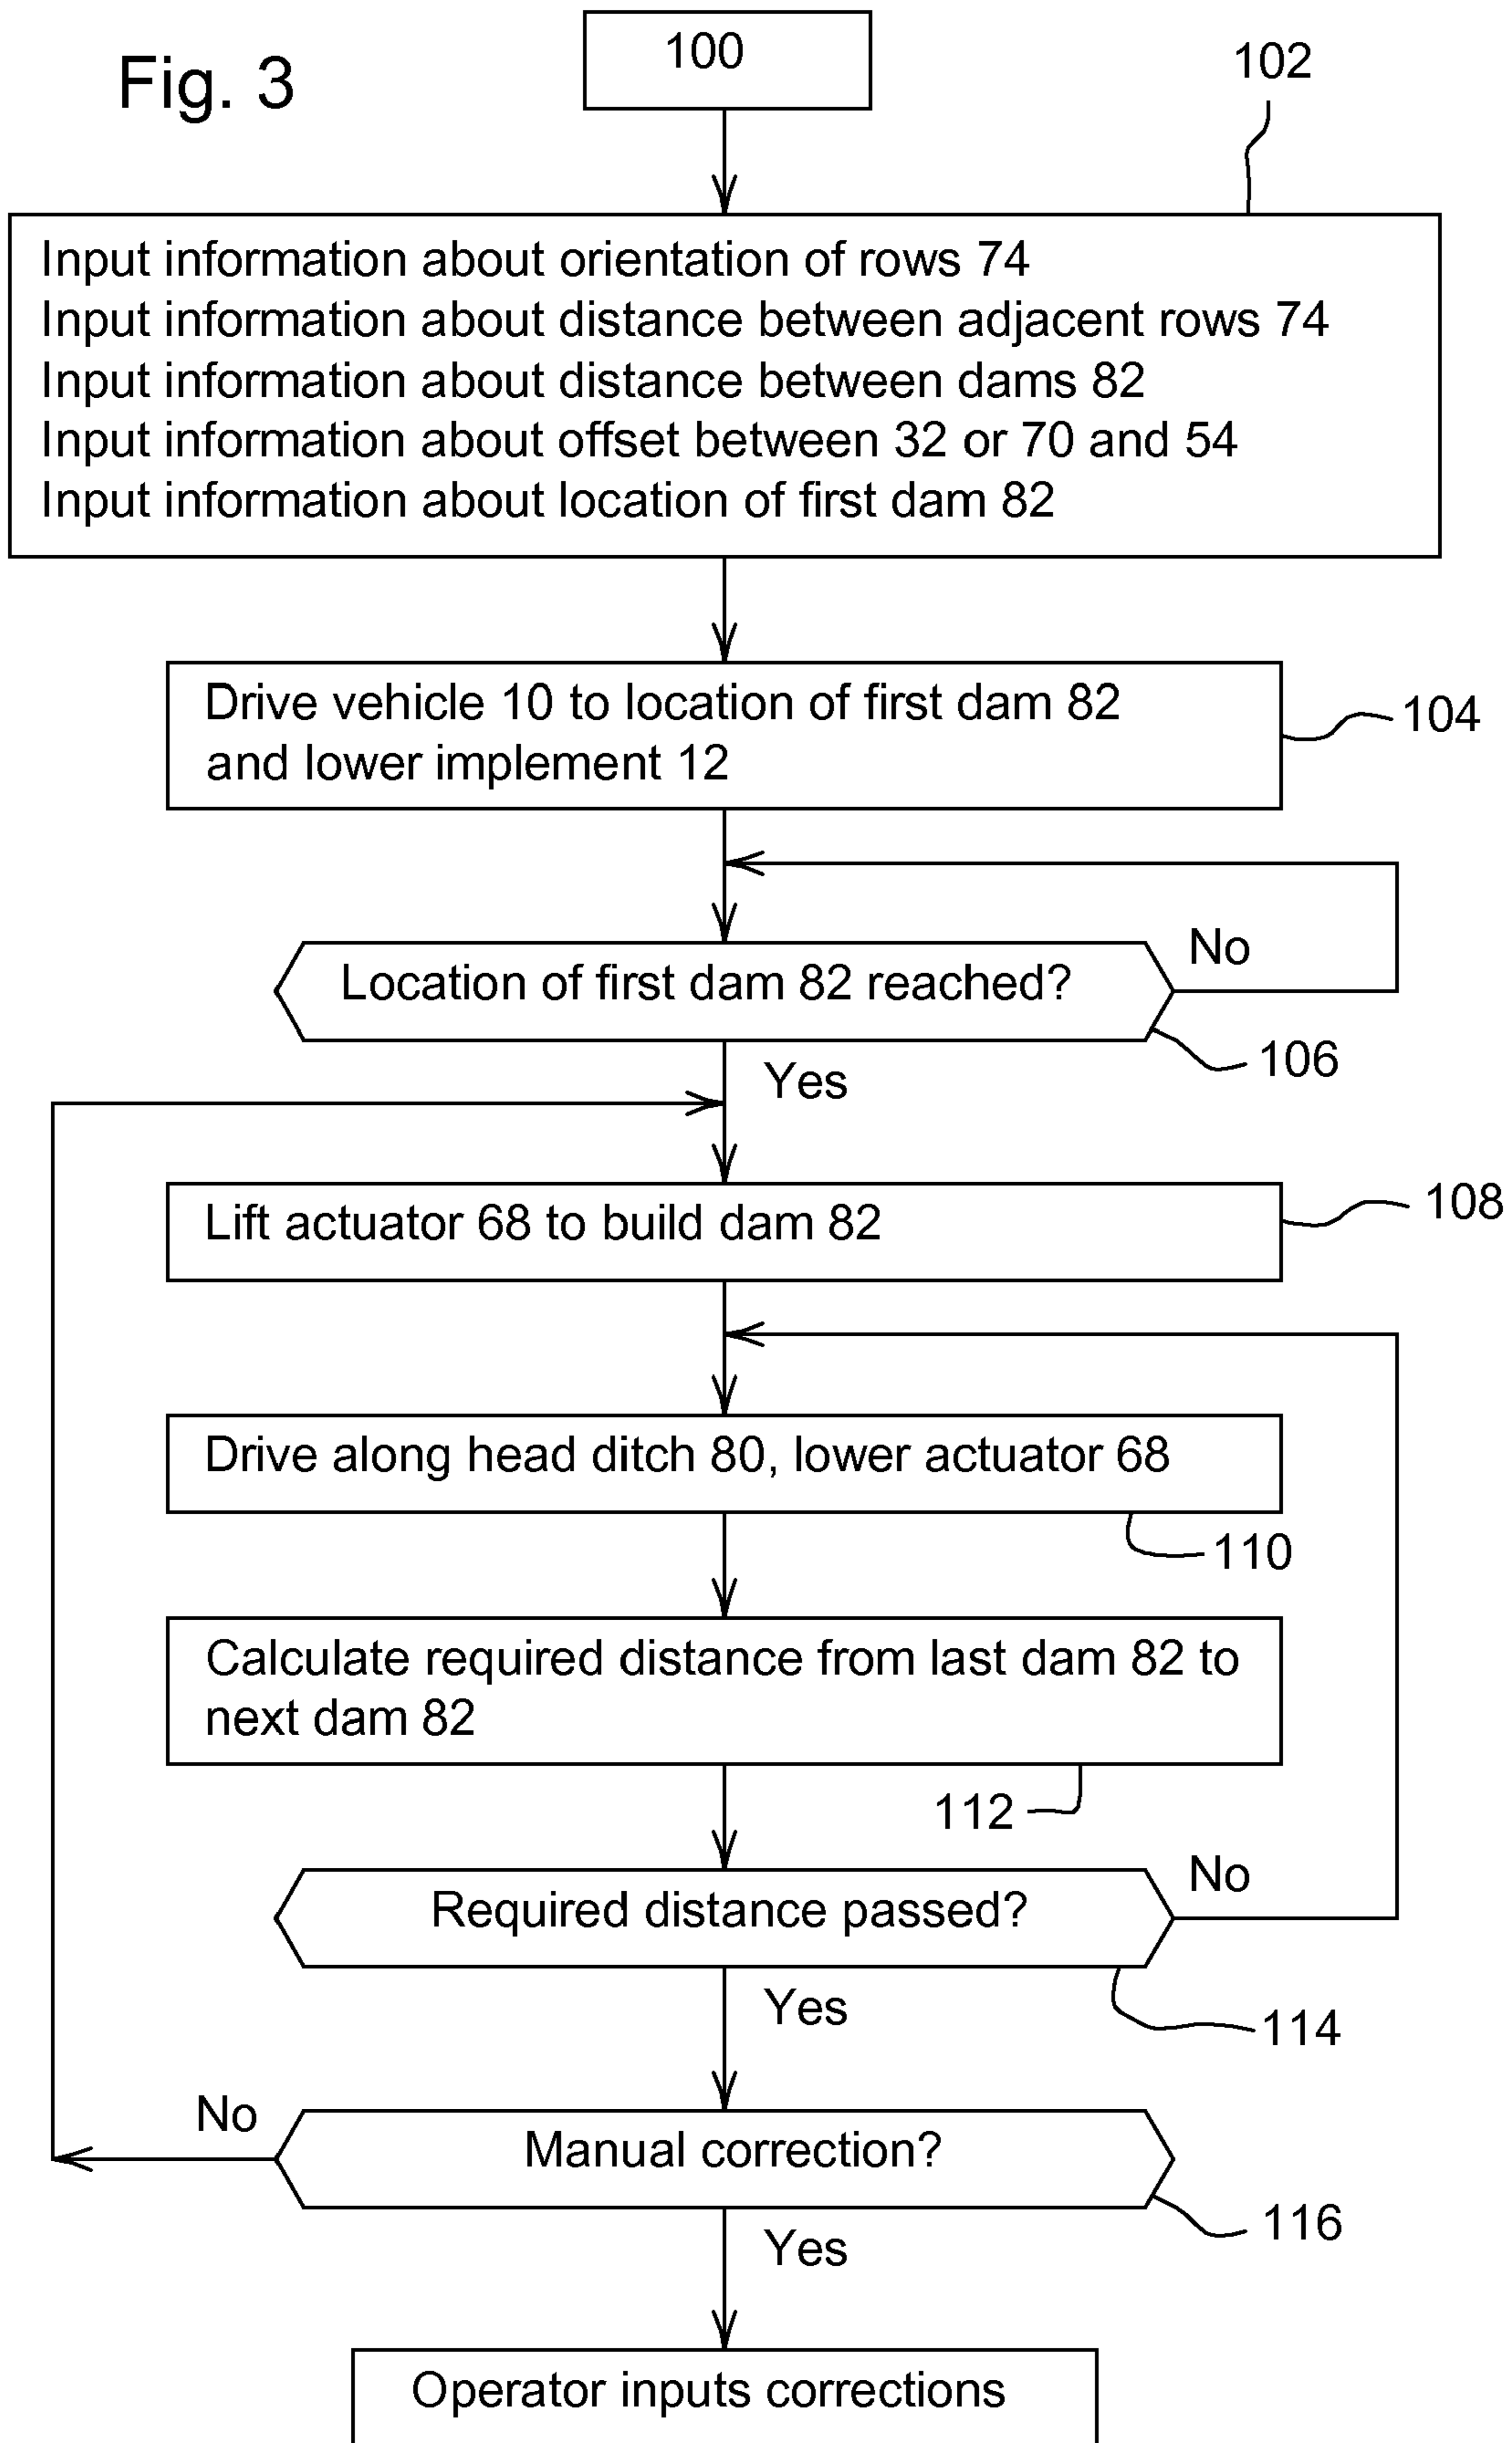 Fig. 3
100
102
Input information about orientation of rows 74
Input information about distance between adjacent rows 74
Input information about distance between dams 82
Input information about offset between 32 or 70 and 54
Input information about location of first dam 82
Drive vehicle 10 to location of first dam 82
and lower implement 12
104
No
Location of first dam 82 reached?
106
Yes
Lift actuator 68 to build dam 82
108
Drive along head ditch 80, lower actuator 68
110
Calculate required distance from last dam 82 to
next dam 82
112
No
Required distance passed?
Yes
114
No
Manual correction?
116
Yes
Operator inputs corrections